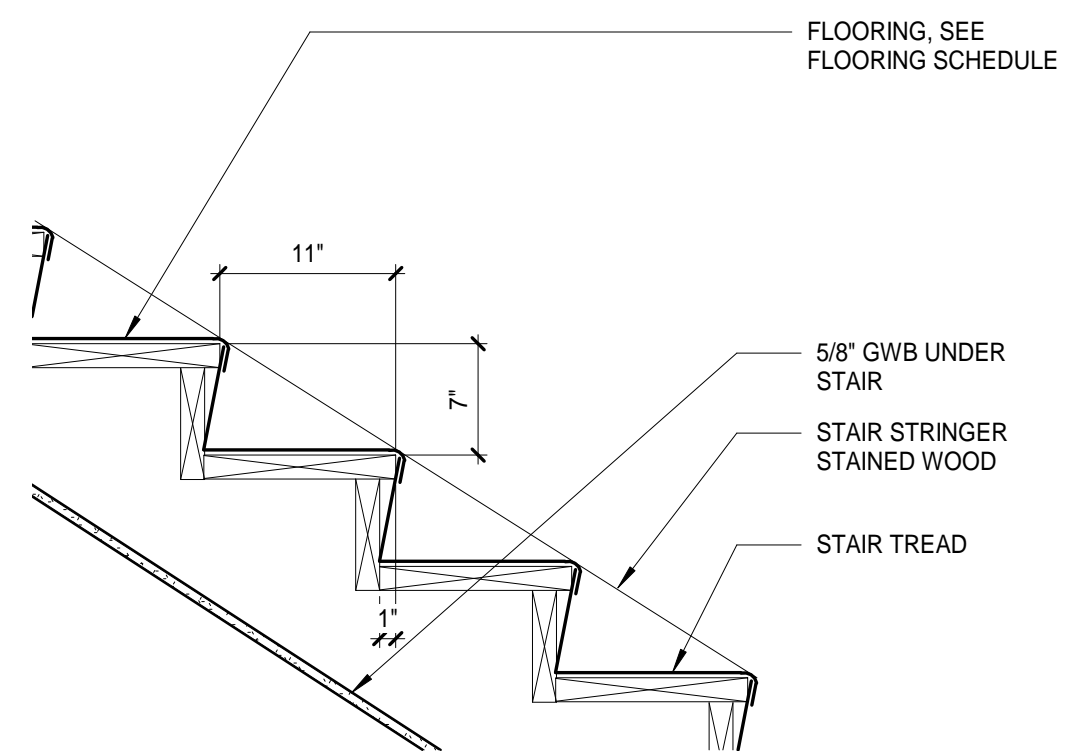 FLOORING, SEE
FLOORING SCHEDULE
11"
7"
5/8" GWB UNDER
STAIR
STAIR STRINGER
STAINED WOOD
STAIR TREAD
1"